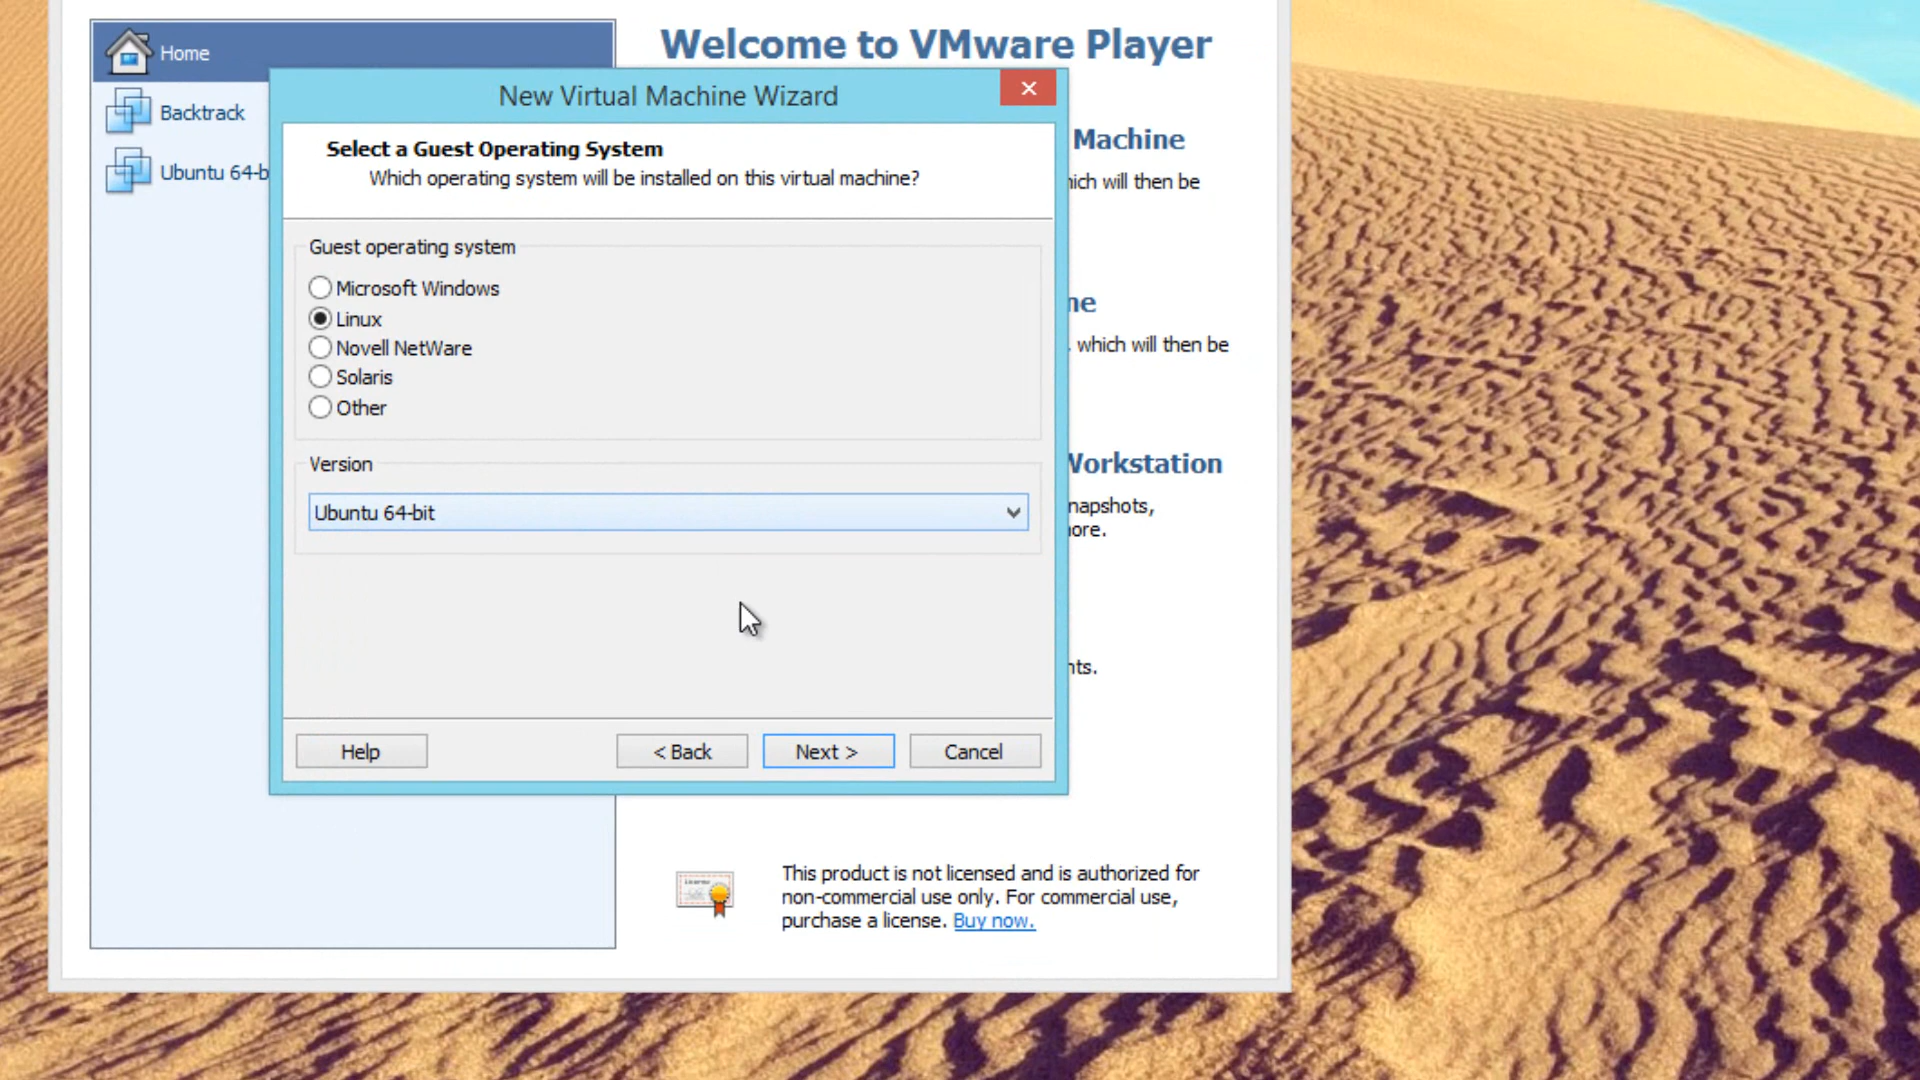 Home
Backtrack
Ubuntu 64-b
Welcome to VMware Player
Machine
hich will then be
ne
, which will then be
Workstation
napshots,
ore.
nts.
New Virtual Machine Wizard
Select a Guest Operating System
Which operating system will be installed on this virtual machine?
Guest operating system
Microsoft Windows
Linux
Novell NetWare
Solaris
Other
Version
Ubuntu 64-bit
Help
< Back
Next >
Cancel
This product is not licensed and is authorized for
non-commercial use only. For commercial use,
purchase a license. Buy now.